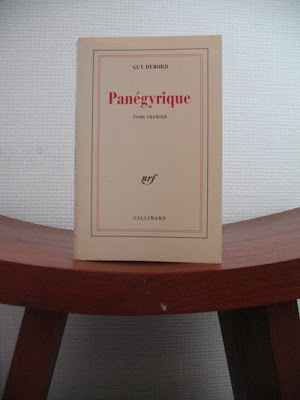 GUY DEBORD
Panégyrique
TOME PREMIER
nrf
GALLIMARD